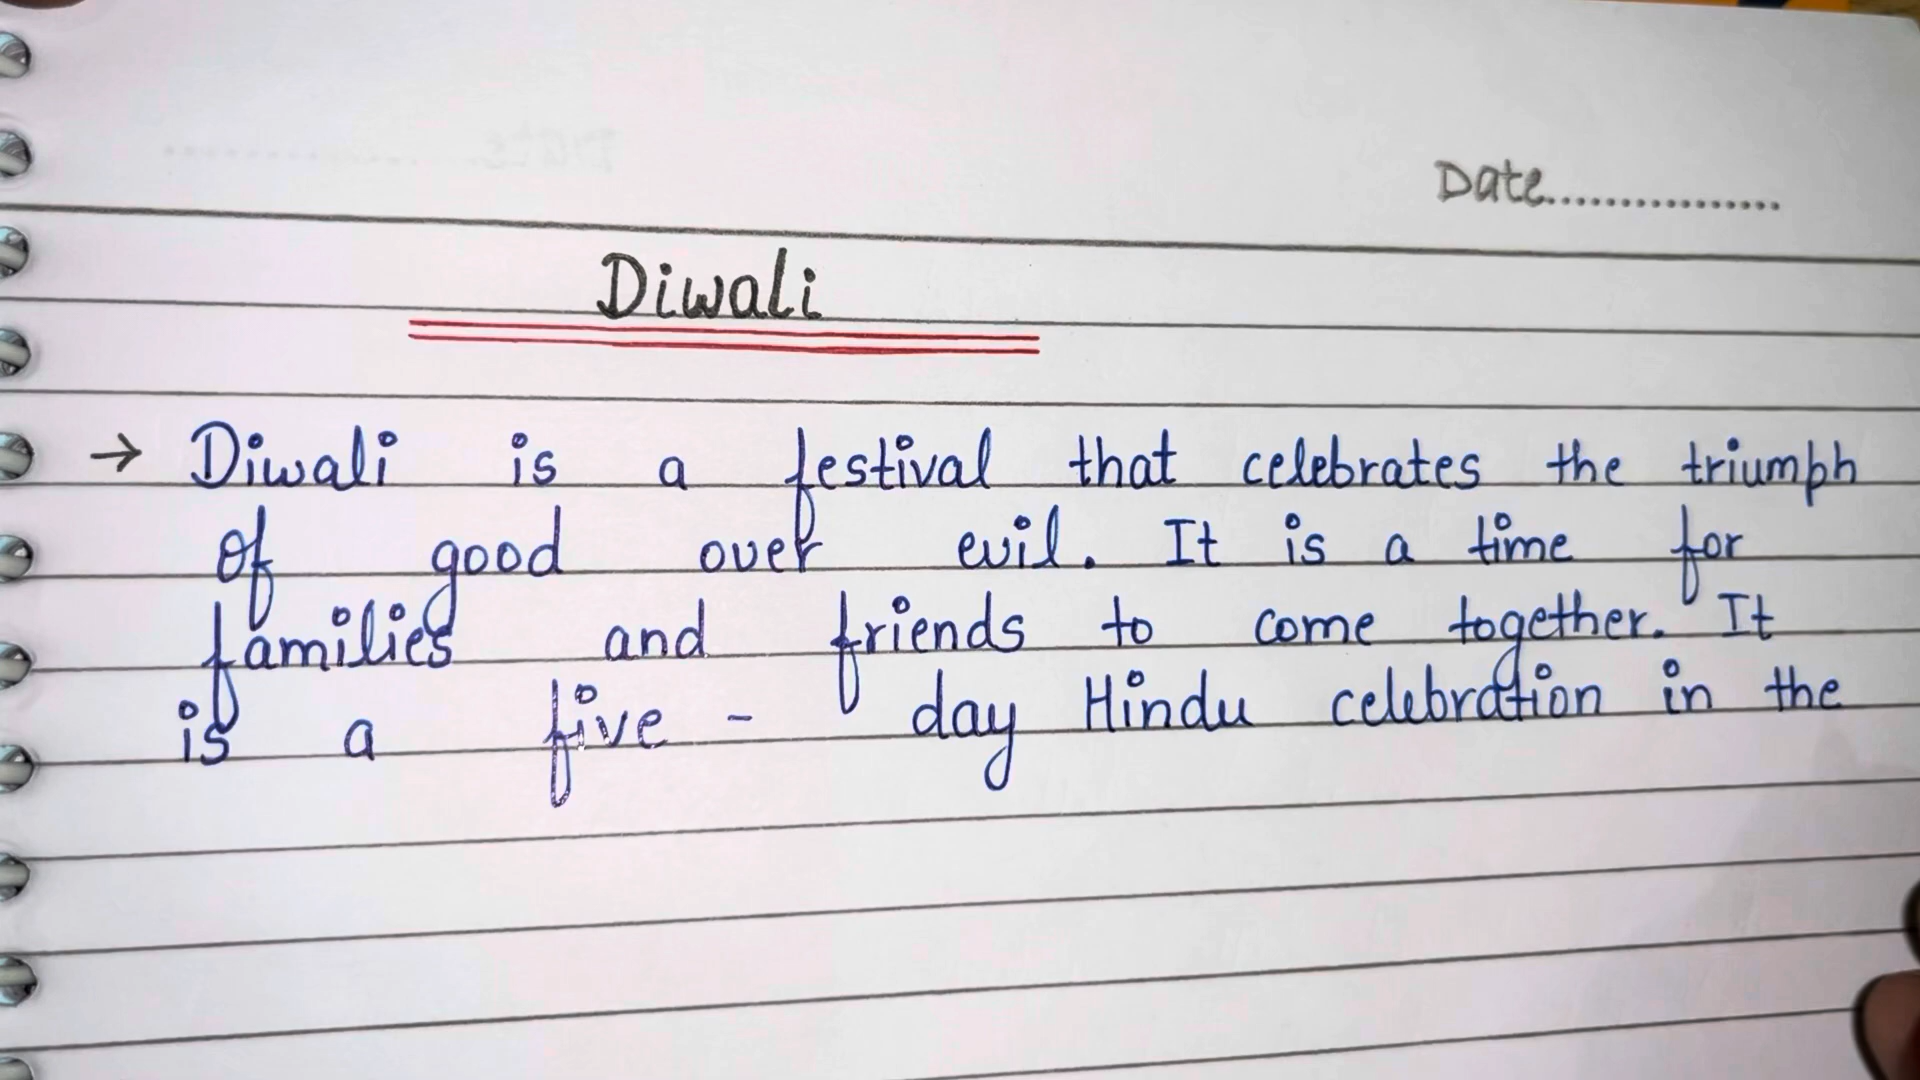 Date................
Diwali
→ Diwali is a festival that celebrates the triumph
of good over evil. It is a time for
families and friends to come together. It
is a five - day Hindu celebration in the